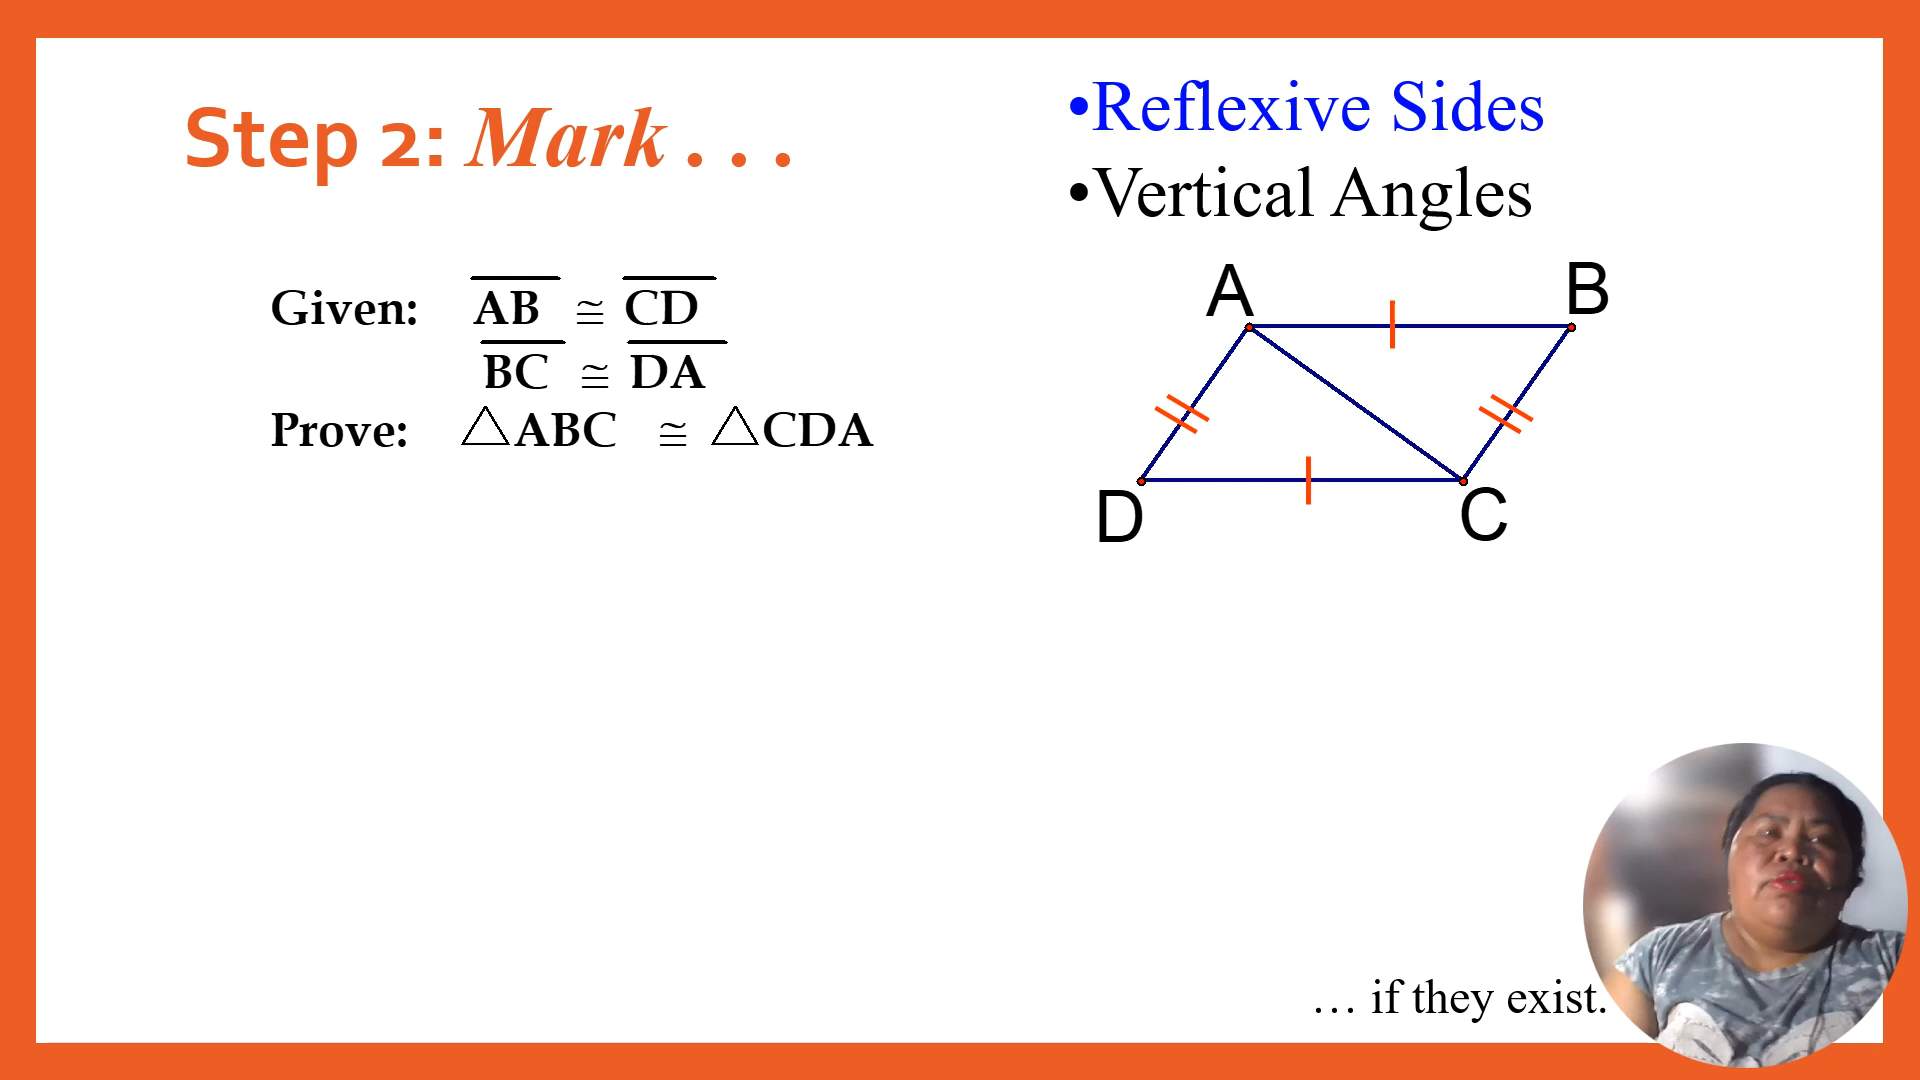 Step 2: Mark . . .
•Reflexive Sides
•Vertical Angles
Given: AB ≅ CD
BC ≅ DA
Prove: △ABC ≅ △CDA
A
B
D
C
… if they exist.